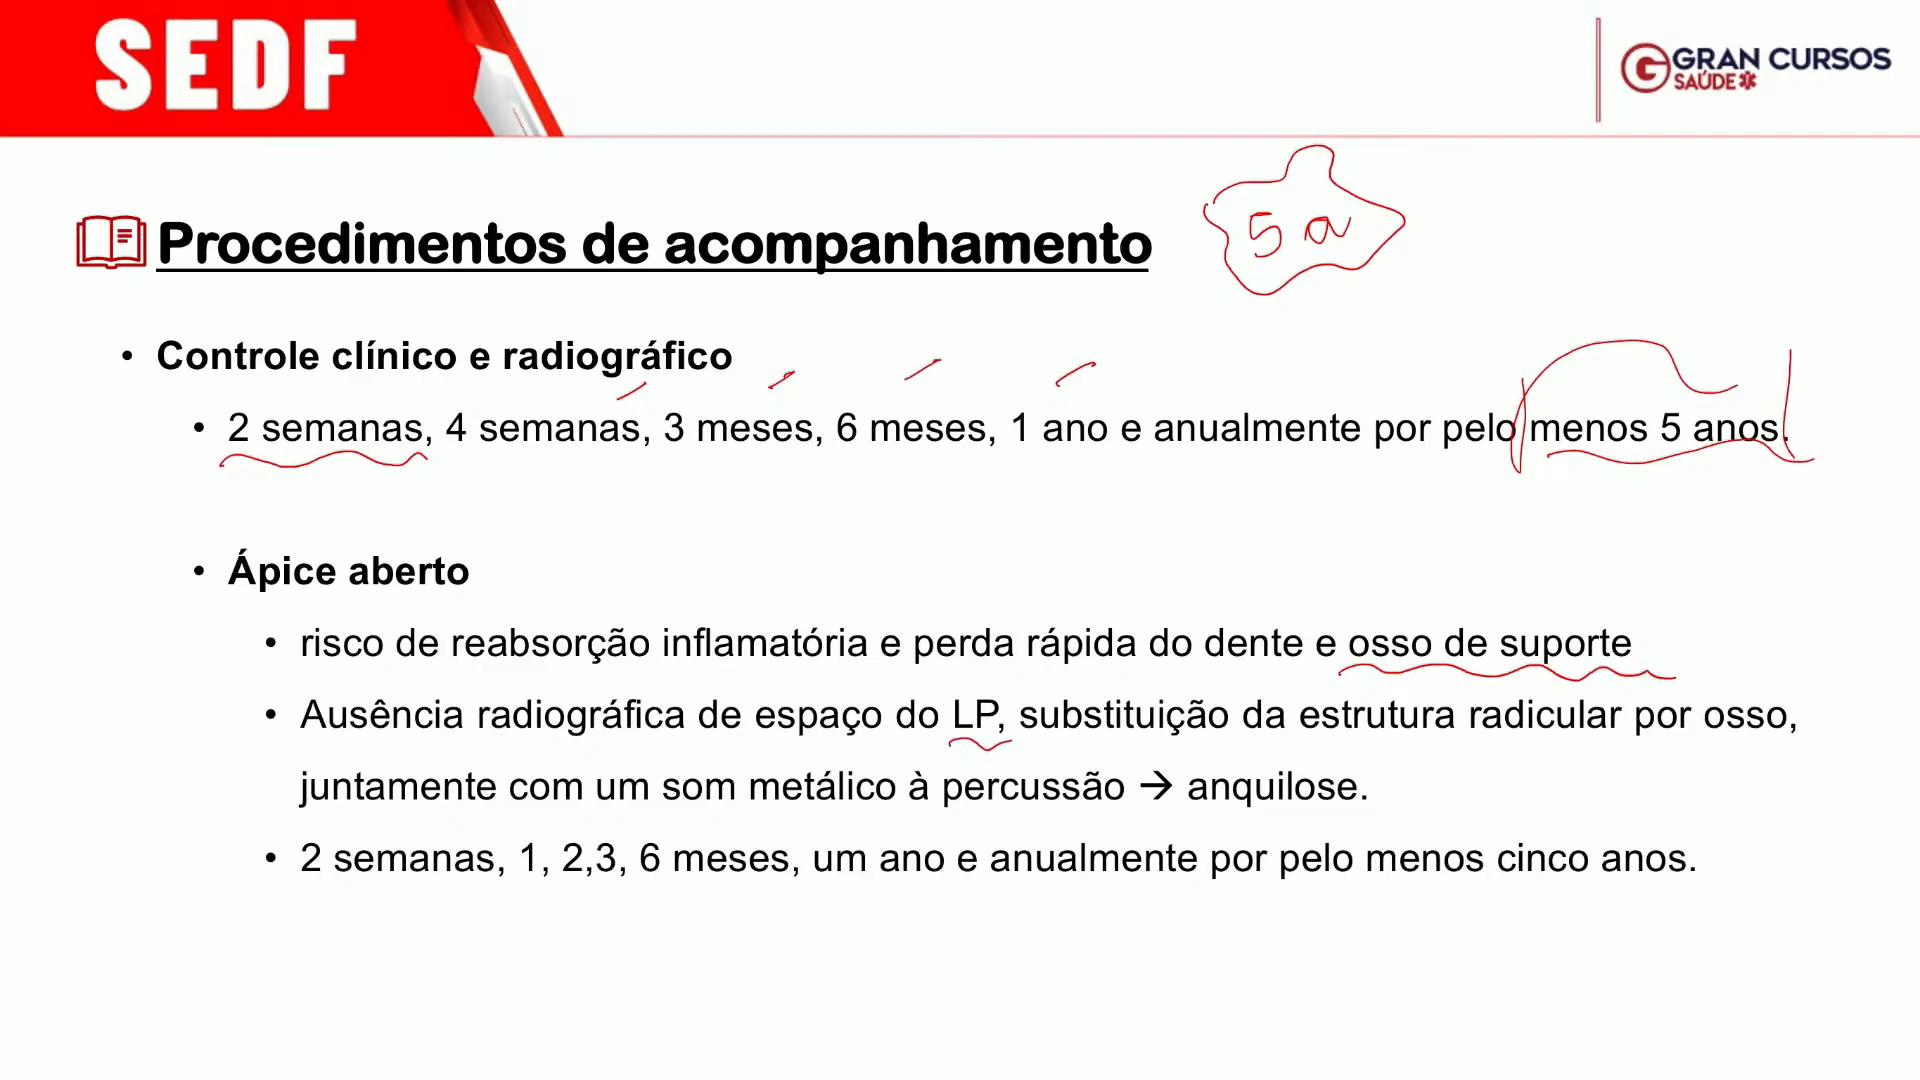 SEDF
GRAN CURSOS
SAÚDE
Procedimentos de acompanhamento
5 a
• Controle clínico e radiográfico
• 2 semanas, 4 semanas, 3 meses, 6 meses, 1 ano e anualmente por pelo menos 5 anos.
• Ápice aberto
• risco de reabsorção inflamatória e perda rápida do dente e osso de suporte
• Ausência radiográfica de espaço do LP, substituição da estrutura radicular por osso,
juntamente com um som metálico à percussão → anquilose.
• 2 semanas, 1, 2,3, 6 meses, um ano e anualmente por pelo menos cinco anos.